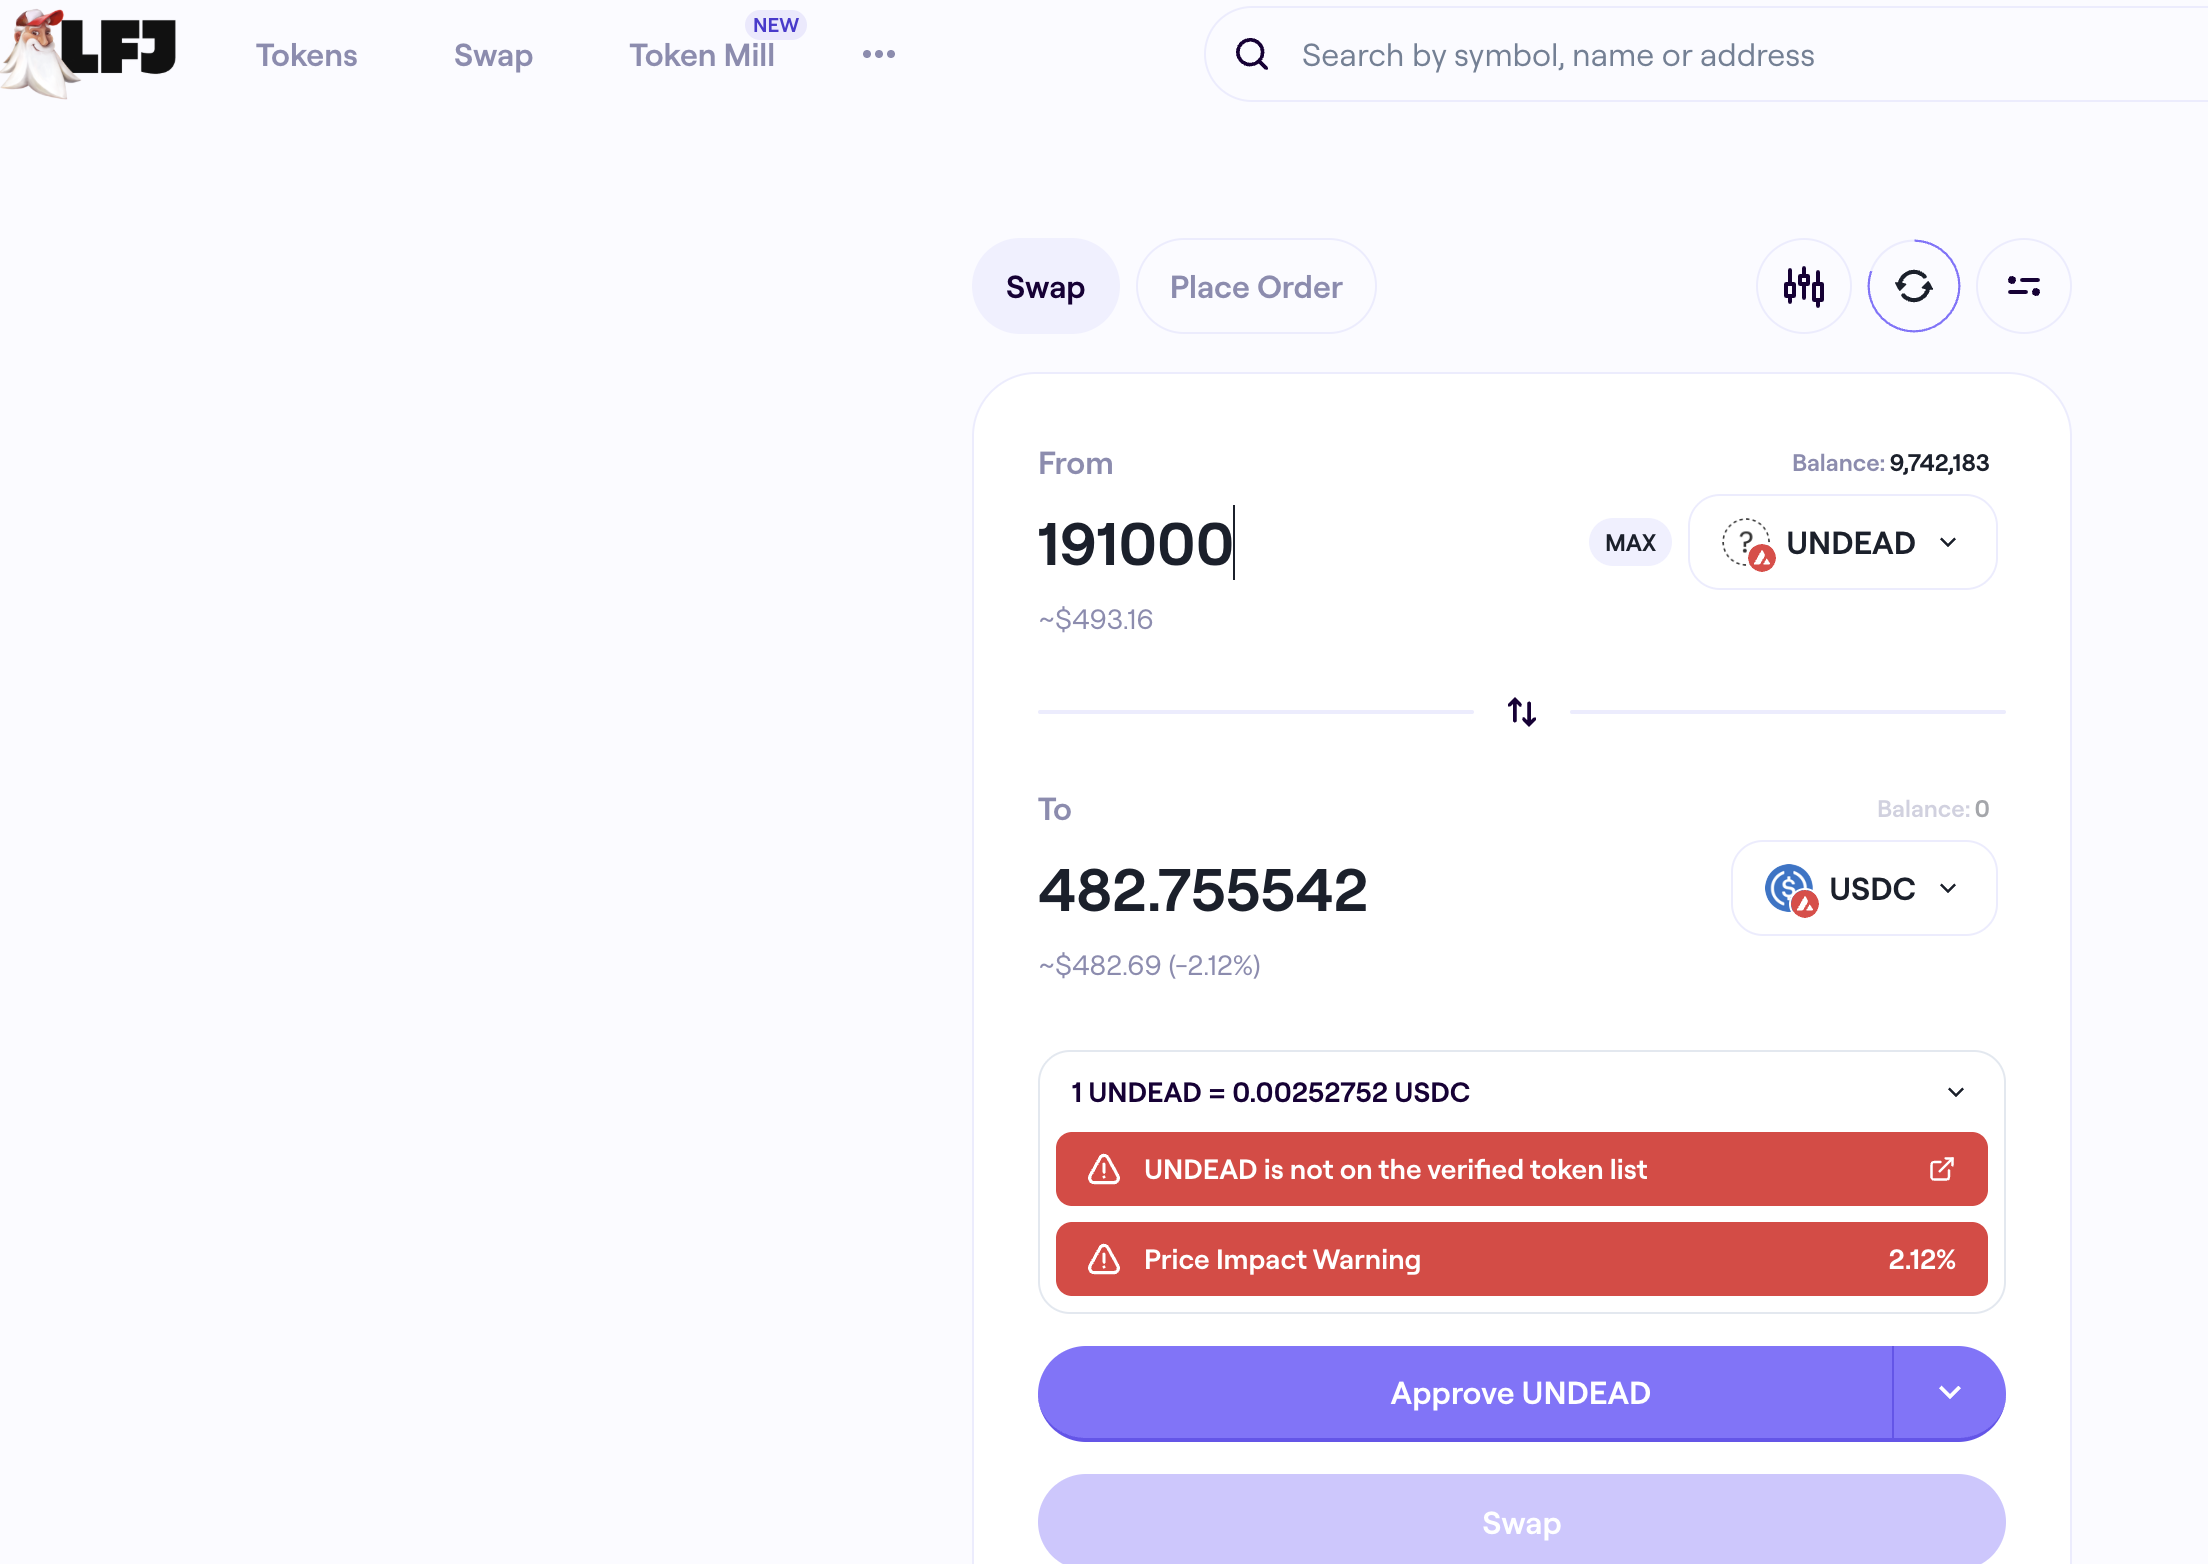 LFJ
Tokens
Swap
Token Mill
NEW
Search by symbol, name or address
Swap
Place Order
From
Balance: 9,742,183
191000
MAX
UNDEAD
~$493.16
To
Balance: 0
482.755542
USDC
~$482.69 (-2.12%)
1 UNDEAD = 0.00252752 USDC
UNDEAD is not on the verified token list
Price Impact Warning
2.12%
Approve UNDEAD
Swap